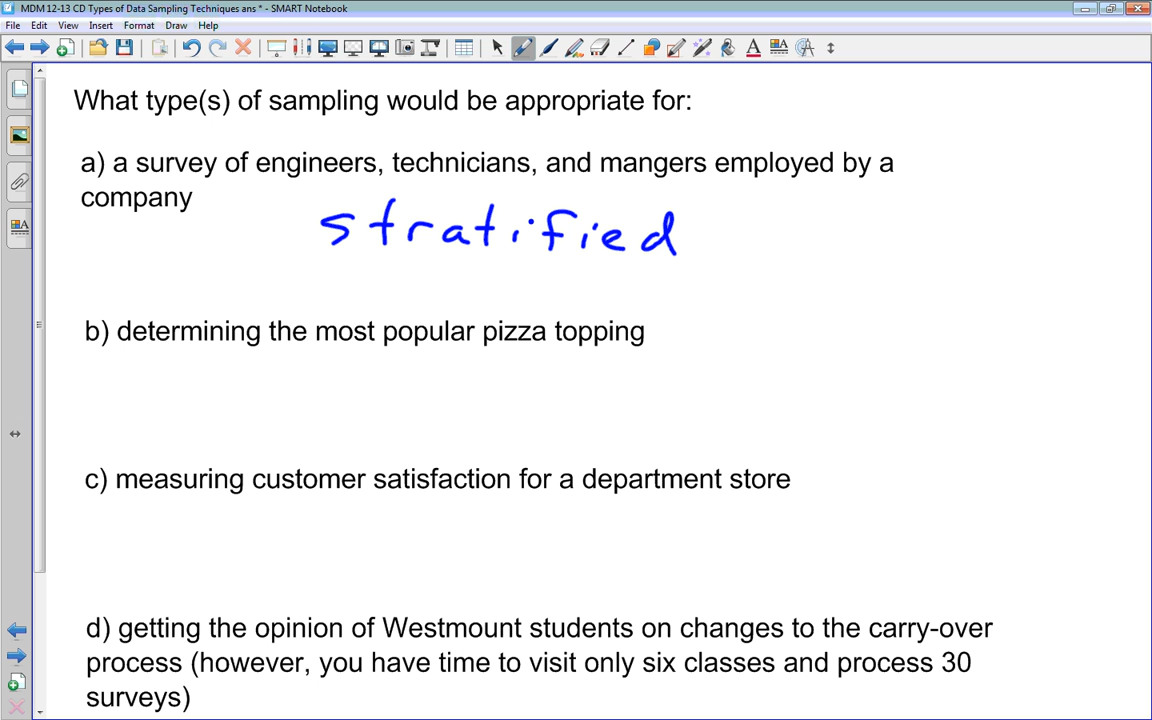 MDM 12-13 CD Types of Data Sampling Techniques ans * - SMART Notebook
File Edit View Insert Format Draw Help
What type(s) of sampling would be appropriate for:
a) a survey of engineers, technicians, and mangers employed by a
company
stratified
b) determining the most popular pizza topping
c) measuring customer satisfaction for a department store
d) getting the opinion of Westmount students on changes to the carry-over
process (however, you have time to visit only six classes and process 30
surveys)